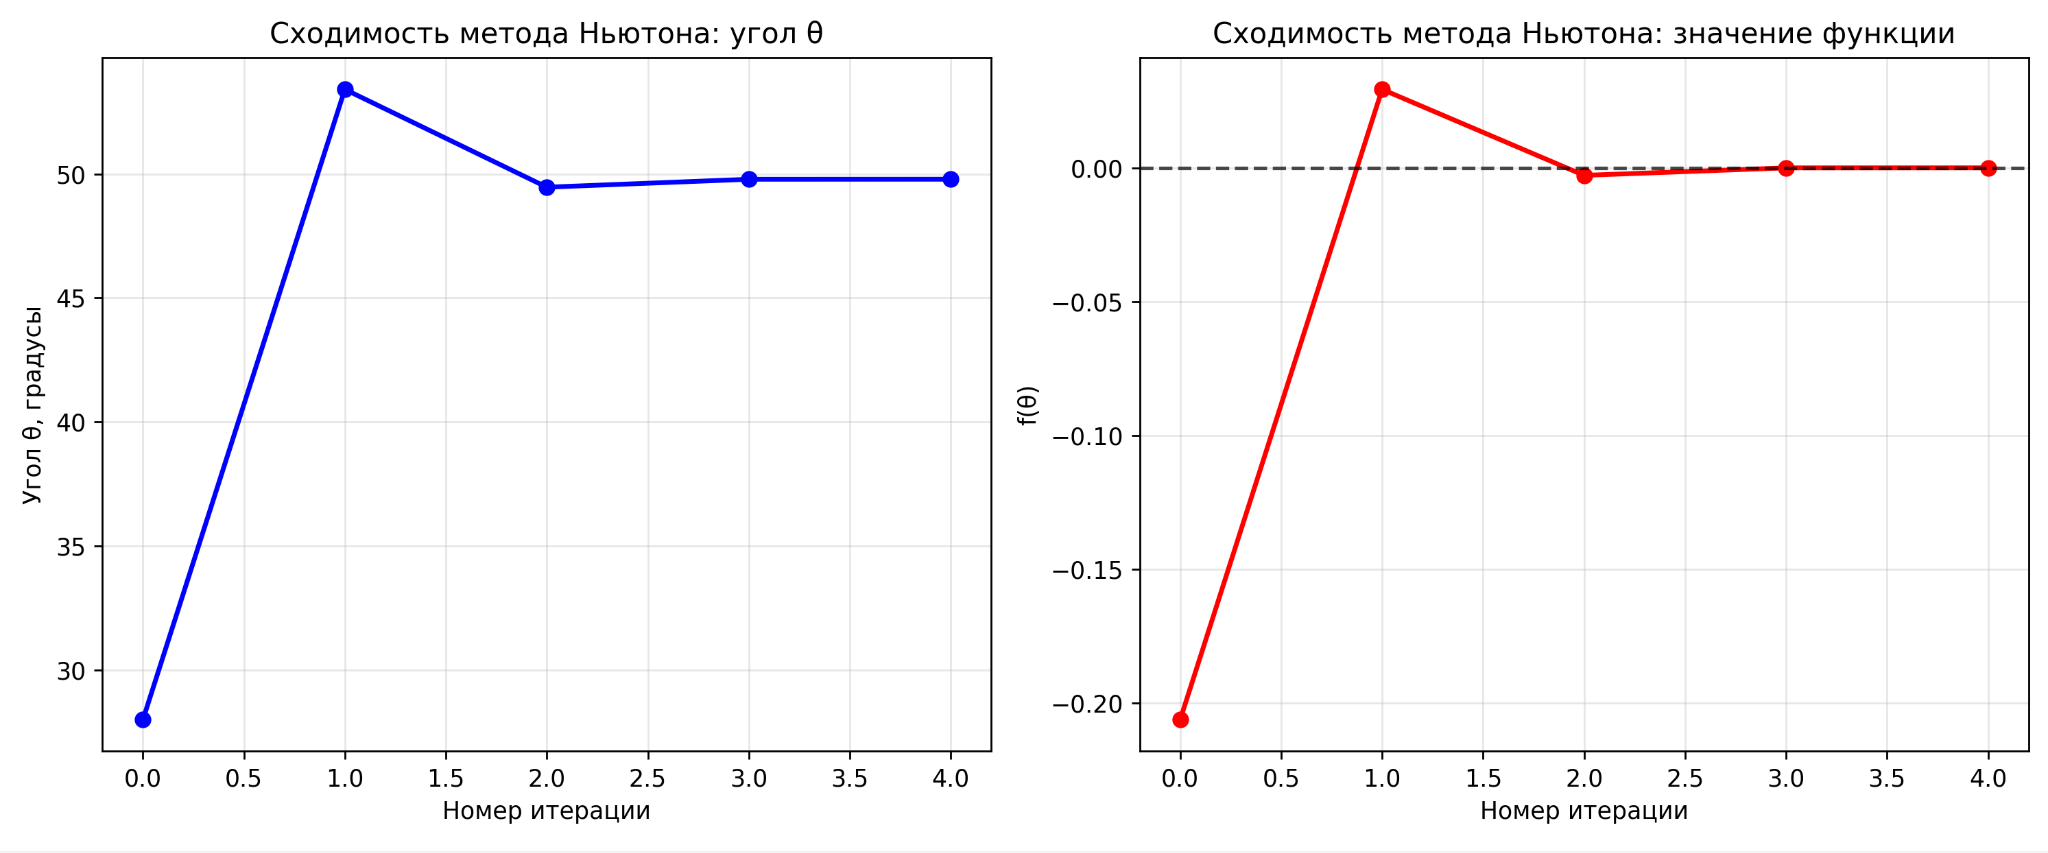 Сходимость метода Ньютона: угол θ
Угол θ, градусы
50
45
40
35
30
0.0 0.5 1.0 1.5 2.0 2.5 3.0 3.5 4.0
Номер итерации
Сходимость метода Ньютона: значение функции
f(θ)
0.00
−0.05
−0.10
−0.15
−0.20
0.0 0.5 1.0 1.5 2.0 2.5 3.0 3.5 4.0
Номер итерации